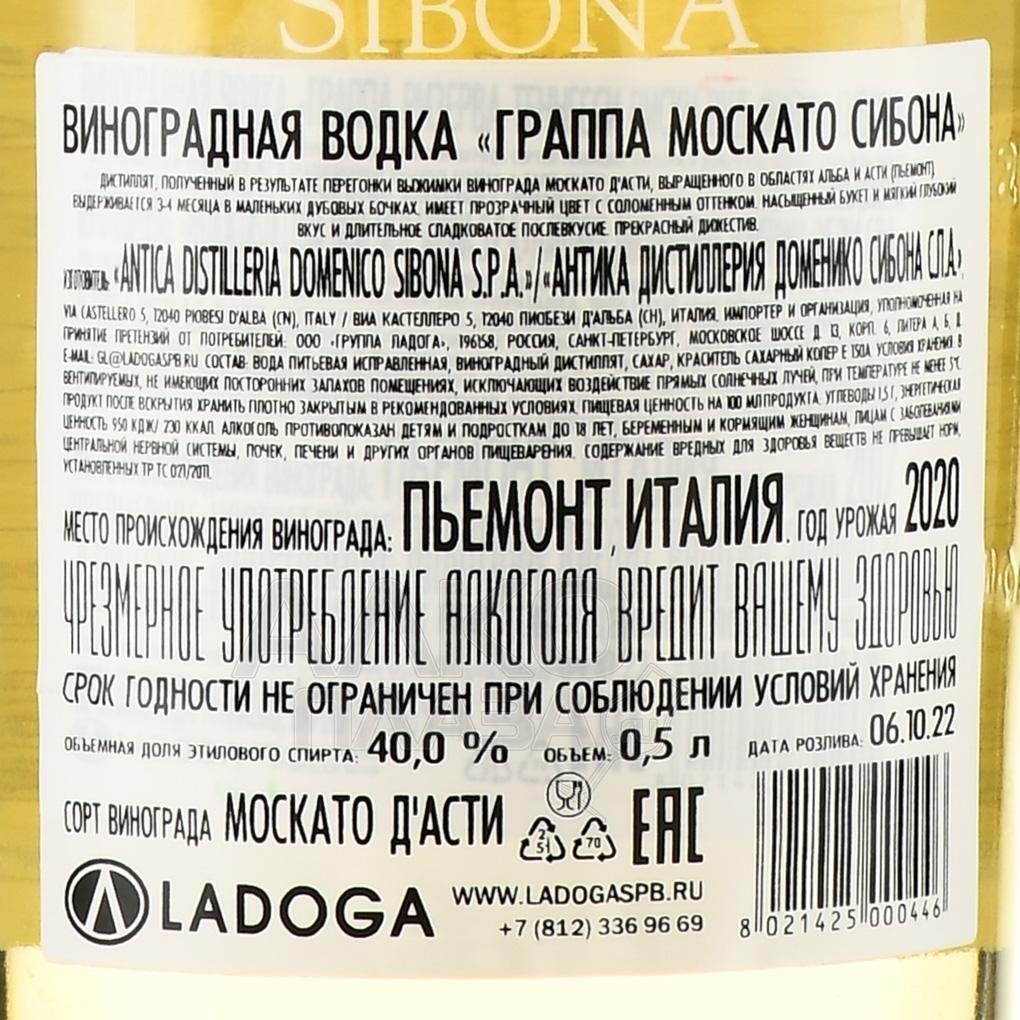 SIBONA
ВИНОГРАДНАЯ ВОДКА «ГРАППА МОСКАТО СИБОНА»
ДИСТИЛЛЯТ, ПОЛУЧЕННЫЙ В РЕЗУЛЬТАТЕ ПЕРЕГОНКИ ВЫЖИМКИ ВИНОГРАДА МОСКАТО Д'АСТИ, ВЫРАЩЕННОГО В ОБЛАСТЯХ АЛЬБА И АСТИ (ПЬЕМОНТ).
ВЫДЕРЖИВАЕТСЯ 3-4 МЕСЯЦА В МАЛЕНЬКИХ ДУБОВЫХ БОЧКАХ. ИМЕЕТ ПРОЗРАЧНЫЙ ЦВЕТ С СОЛОМЕННЫМ ОТТЕНКОМ. НАСЫЩЕННЫЙ БУКЕТ И МЯГКИЙ ГЛУБОКИЙ
ВКУС И ДЛИТЕЛЬНОЕ СЛАДКОВАТОЕ ПОСЛЕВКУСИЕ. ПРЕКРАСНЫЙ ДИЖЕСТИВ.
ИЗГОТОВИТЕЛЬ: «ANTICA DISTILLERIA DOMENICO SIBONA S.P.A.»/«АНТИКА ДИСТИЛЛЕРИЯ ДОМЕНИКО СИБОНА С.П.А»,
VIA CASTELLERO 5, 12040 PIOBESI D'ALBA (CN), ITALY / ВИА КАСТЕЛЛЕРО 5, 12040 ПИОБЕЗИ Д'АЛЬБА (СН), ИТАЛИЯ. ИМПОРТЕР И ОРГАНИЗАЦИЯ, УПОЛНОМОЧЕННАЯ НА
ПРИНЯТИЕ ПРЕТЕНЗИЙ ОТ ПОТРЕБИТЕЛЕЙ: ООО «ГРУППА ЛАДОГА», 196158, РОССИЯ, САНКТ-ПЕТЕРБУРГ, МОСКОВСКОЕ ШОССЕ Д. 13, КОРП. 6, ЛИТЕРА А, Б, Д.
E-MAIL: GL@LADOGASPB.RU СОСТАВ: ВОДА ПИТЬЕВАЯ ИСПРАВЛЕННАЯ, ВИНОГРАДНЫЙ ДИСТИЛЛЯТ, САХАР, КРАСИТЕЛЬ САХАРНЫЙ КОЛЕР Е 150А. УСЛОВИЯ ХРАНЕНИЯ: В
ВЕНТИЛИРУЕМЫХ, НЕ ИМЕЮЩИХ ПОСТОРОННИХ ЗАПАХОВ ПОМЕЩЕНИЯХ, ИСКЛЮЧАЮЩИХ ВОЗДЕЙСТВИЕ ПРЯМЫХ СОЛНЕЧНЫХ ЛУЧЕЙ, ПРИ ТЕМПЕРАТУРЕ НЕ МЕНЕЕ 5°С.
ПРОДУКТ ПОСЛЕ ВСКРЫТИЯ ХРАНИТЬ ПЛОТНО ЗАКРЫТЫМ В РЕКОМЕНДОВАННЫХ УСЛОВИЯХ. ПИЩЕВАЯ ЦЕННОСТЬ НА 100 МЛ ПРОДУКТА: УГЛЕВОДЫ 1,5 Г, ЭНЕРГЕТИЧЕСКАЯ
ЦЕННОСТЬ 950 КДЖ/ 230 ККАЛ. АЛКОГОЛЬ ПРОТИВОПОКАЗАН ДЕТЯМ И ПОДРОСТКАМ ДО 18 ЛЕТ, БЕРЕМЕННЫМ И КОРМЯЩИМ ЖЕНЩИНАМ, ЛИЦАМ С ЗАБОЛЕВАНИЯМИ
ЦЕНТРАЛЬНОЙ НЕРВНОЙ СИСТЕМЫ, ПОЧЕК, ПЕЧЕНИ И ДРУГИХ ОРГАНОВ ПИЩЕВАРЕНИЯ. СОДЕРЖАНИЕ ВРЕДНЫХ ДЛЯ ЗДОРОВЬЯ ВЕЩЕСТВ НЕ ПРЕВЫШАЕТ НОРМ,
УСТАНОВЛЕННЫХ ТР ТС 021/2011.
МЕСТО ПРОИСХОЖДЕНИЯ ВИНОГРАДА: ПЬЕМОНТ, ИТАЛИЯ. ГОД УРОЖАЯ 2020
ЧРЕЗМЕРНОЕ УПОТРЕБЛЕНИЕ АЛКОГОЛЯ ВРЕДИТ ВАШЕМУ ЗДОРОВЬЮ
АЛКО
ПЛАЗА.ru
СРОК ГОДНОСТИ НЕ ОГРАНИЧЕН ПРИ СОБЛЮДЕНИИ УСЛОВИЙ ХРАНЕНИЯ
ОБЪЕМНАЯ ДОЛЯ ЭТИЛОВОГО СПИРТА: 40,0 % ОБЪЕМ: 0,5 л ДАТА РОЗЛИВА: 06.10.22
СОРТ ВИНОГРАДА МОСКАТО Д'АСТИ
25 70 EAC
51
LADOGA
WWW.LADOGASPB.RU
+7 (812) 336 96 69
8 021425 000446